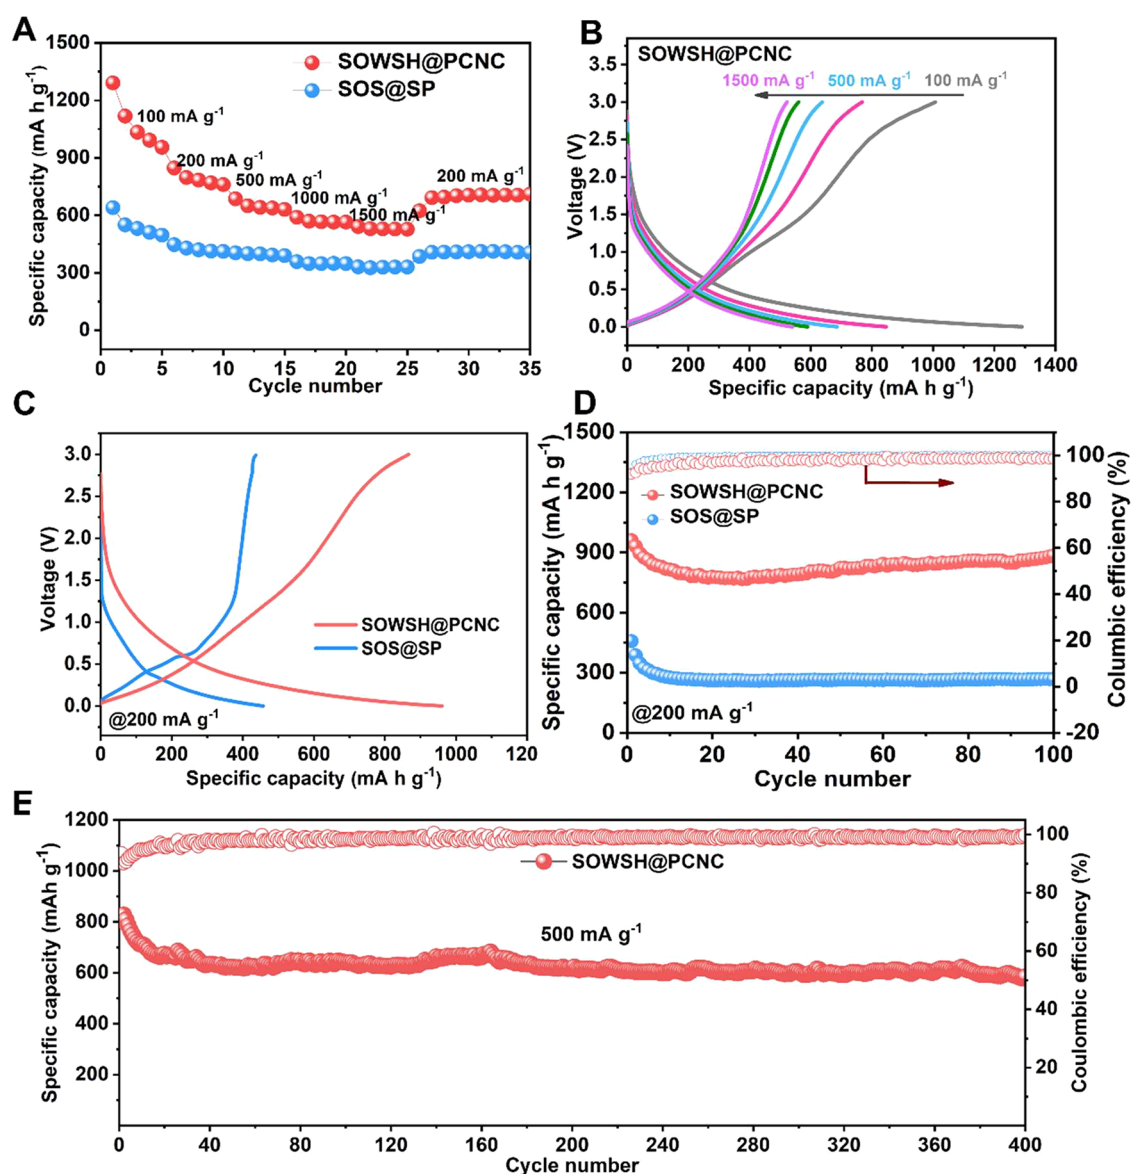 A
1500
1200
900
600
300
0
Specific capacity (mA h g⁻¹)
SOWSH@PCNC
SOS@SP
100 mA g⁻¹
200 mA g⁻¹
500 mA g⁻¹
1000 mA g⁻¹
1500 mA g⁻¹
200 mA g⁻¹
0 5 10 15 20 25 30 35
Cycle number
B
SOWSH@PCNC
3.5
3.0
2.5
2.0
1.5
1.0
0.5
0.0
Voltage (V)
1500 mA g⁻¹ 500 mA g⁻¹ 100 mA g⁻¹
0 200 400 600 800 1000 1200 1400
Specific capacity (mA h g⁻¹)
C
3.0
2.5
2.0
1.5
1.0
0.5
0.0
Voltage (V)
SOWSH@PCNC
SOS@SP
@200 mA g⁻¹
0 200 400 600 800 1000 120
Specific capacity (mA h g⁻¹)
D
1500
1200
900
600
300
0
Specific capacity (mA h g⁻¹)
SOWSH@PCNC
SOS@SP
@200 mA g⁻¹
100
80
60
40
20
0
-20
Columbic efficiency (%)
0 20 40 60 80 100
Cycle number
E
1200
1000
800
600
400
200
Specific capacity (mAh g⁻¹)
SOWSH@PCNC
500 mA g⁻¹
100
80
60
40
20
Coulombic efficiency (%)
0 40 80 120 160 200 240 280 320 360 400
Cycle number